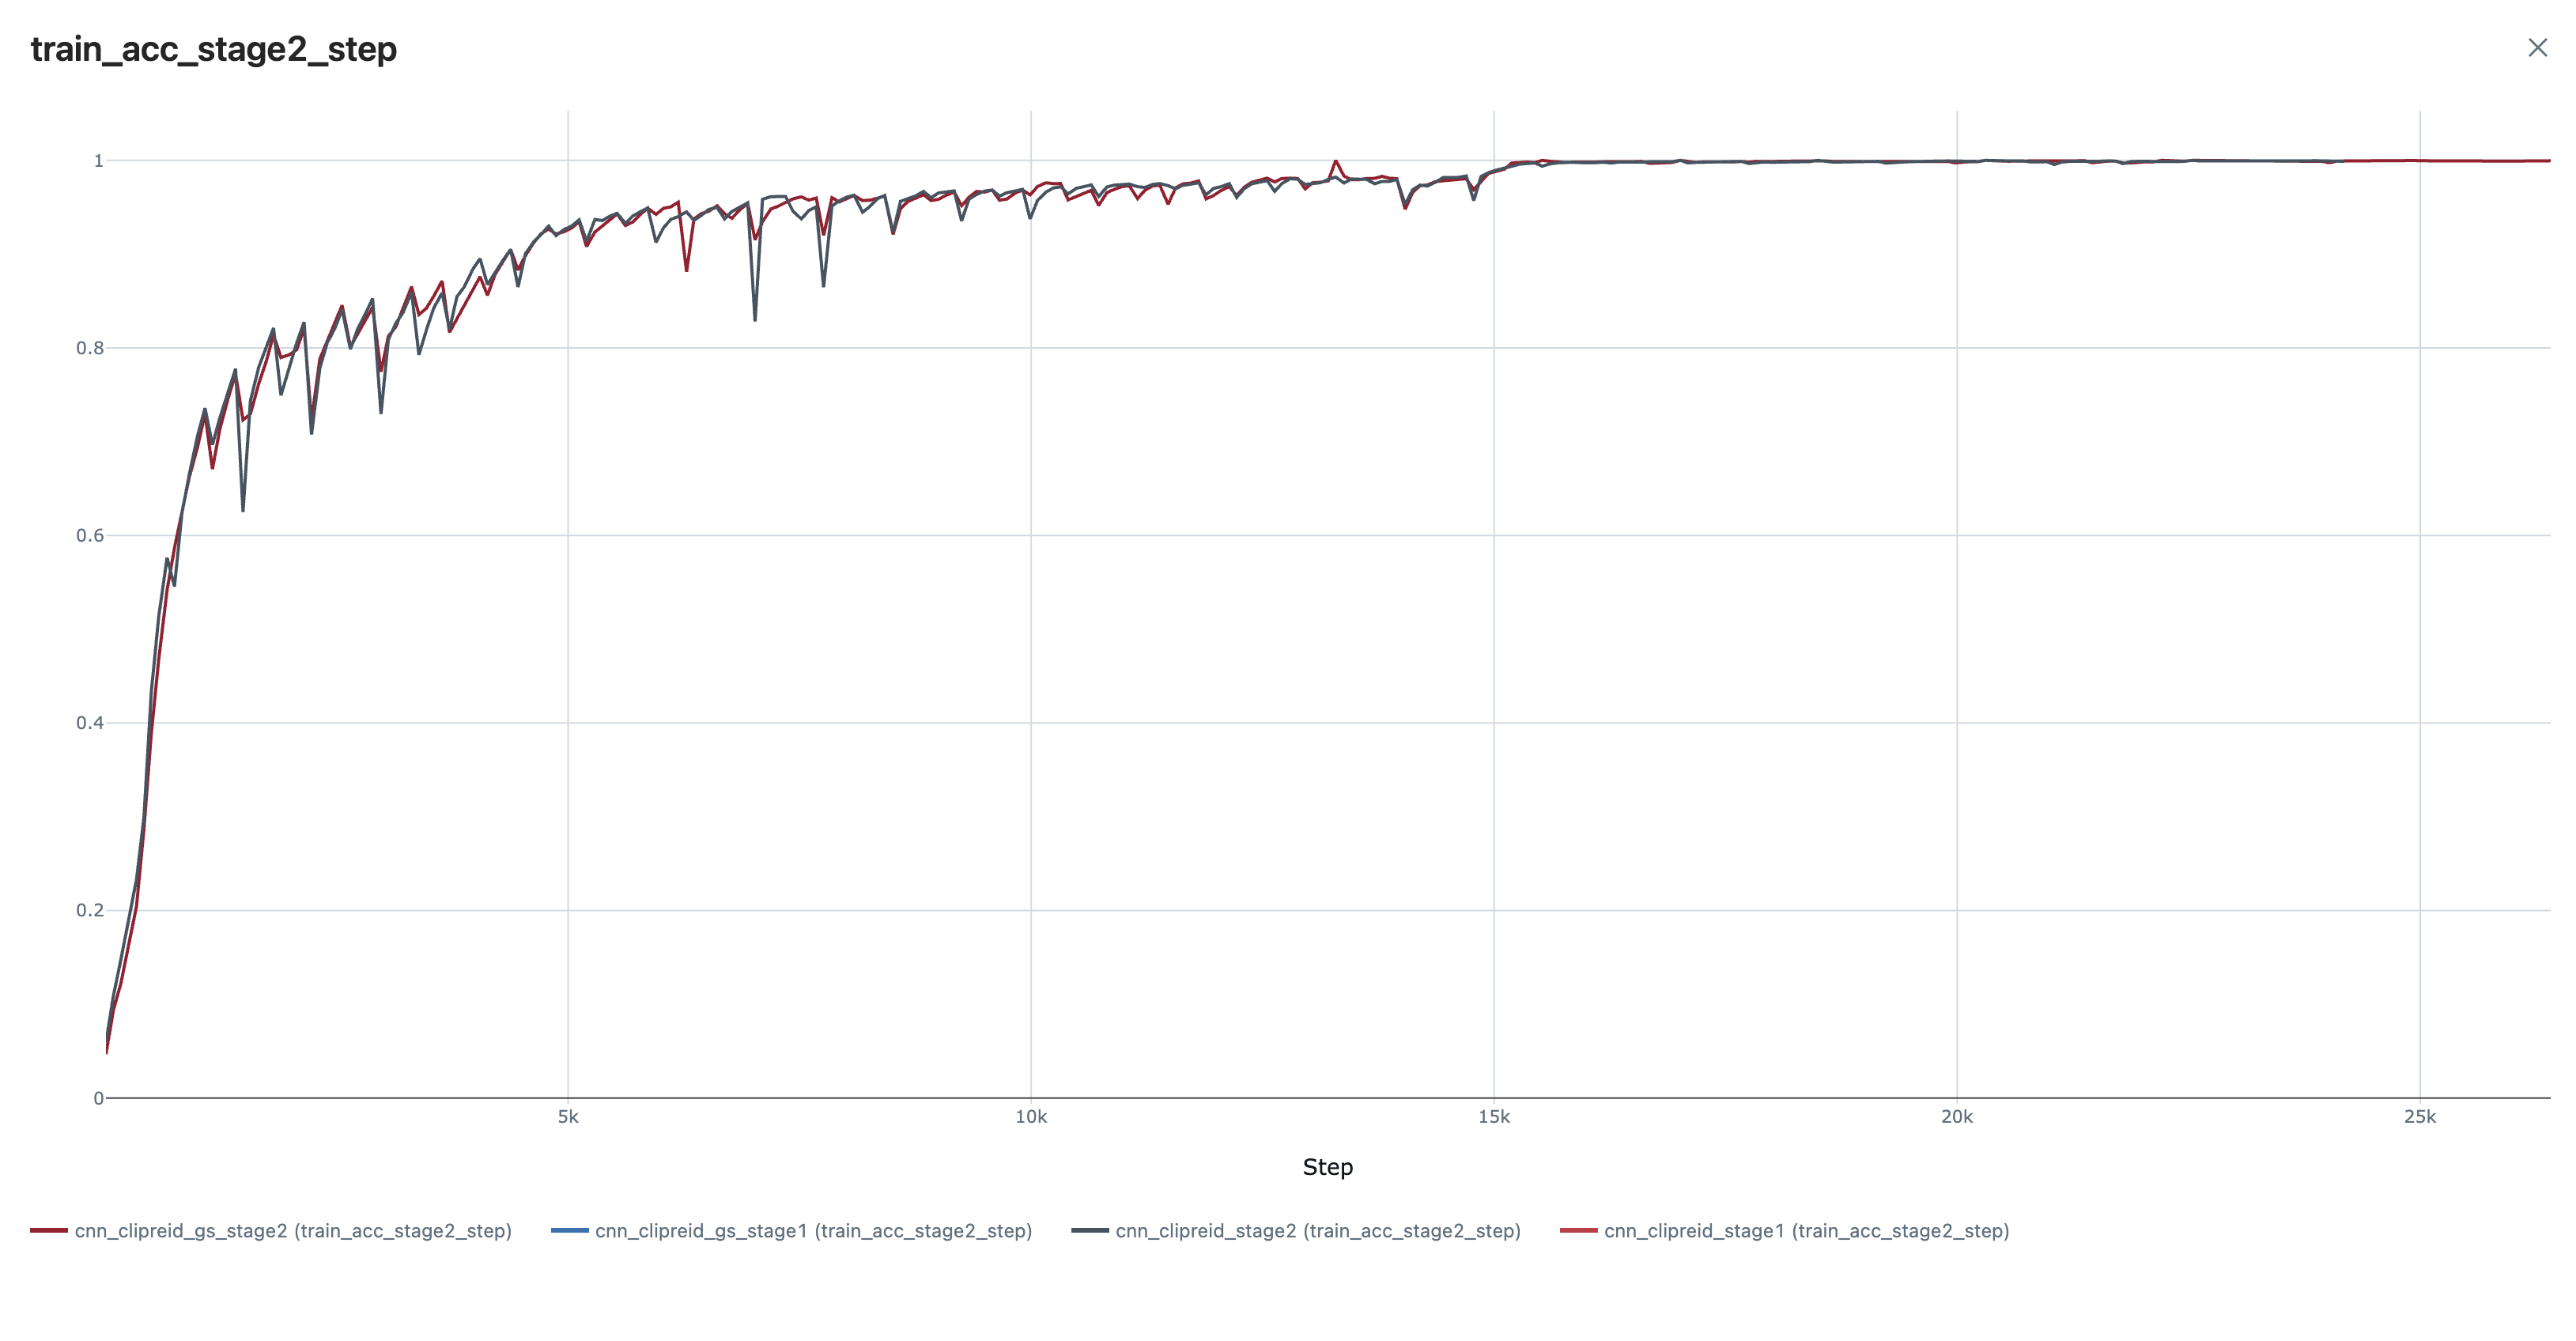 train_acc_stage2_step
1
0.8
0.6
0.4
0.2
0
5k 10k 15k 20k 25k
Step
cnn_clipreid_gs_stage2 (train_acc_stage2_step) cnn_clipreid_gs_stage1 (train_acc_stage2_step) cnn_clipreid_stage2 (train_acc_stage2_step) cnn_clipreid_stage1 (train_acc_stage2_step)